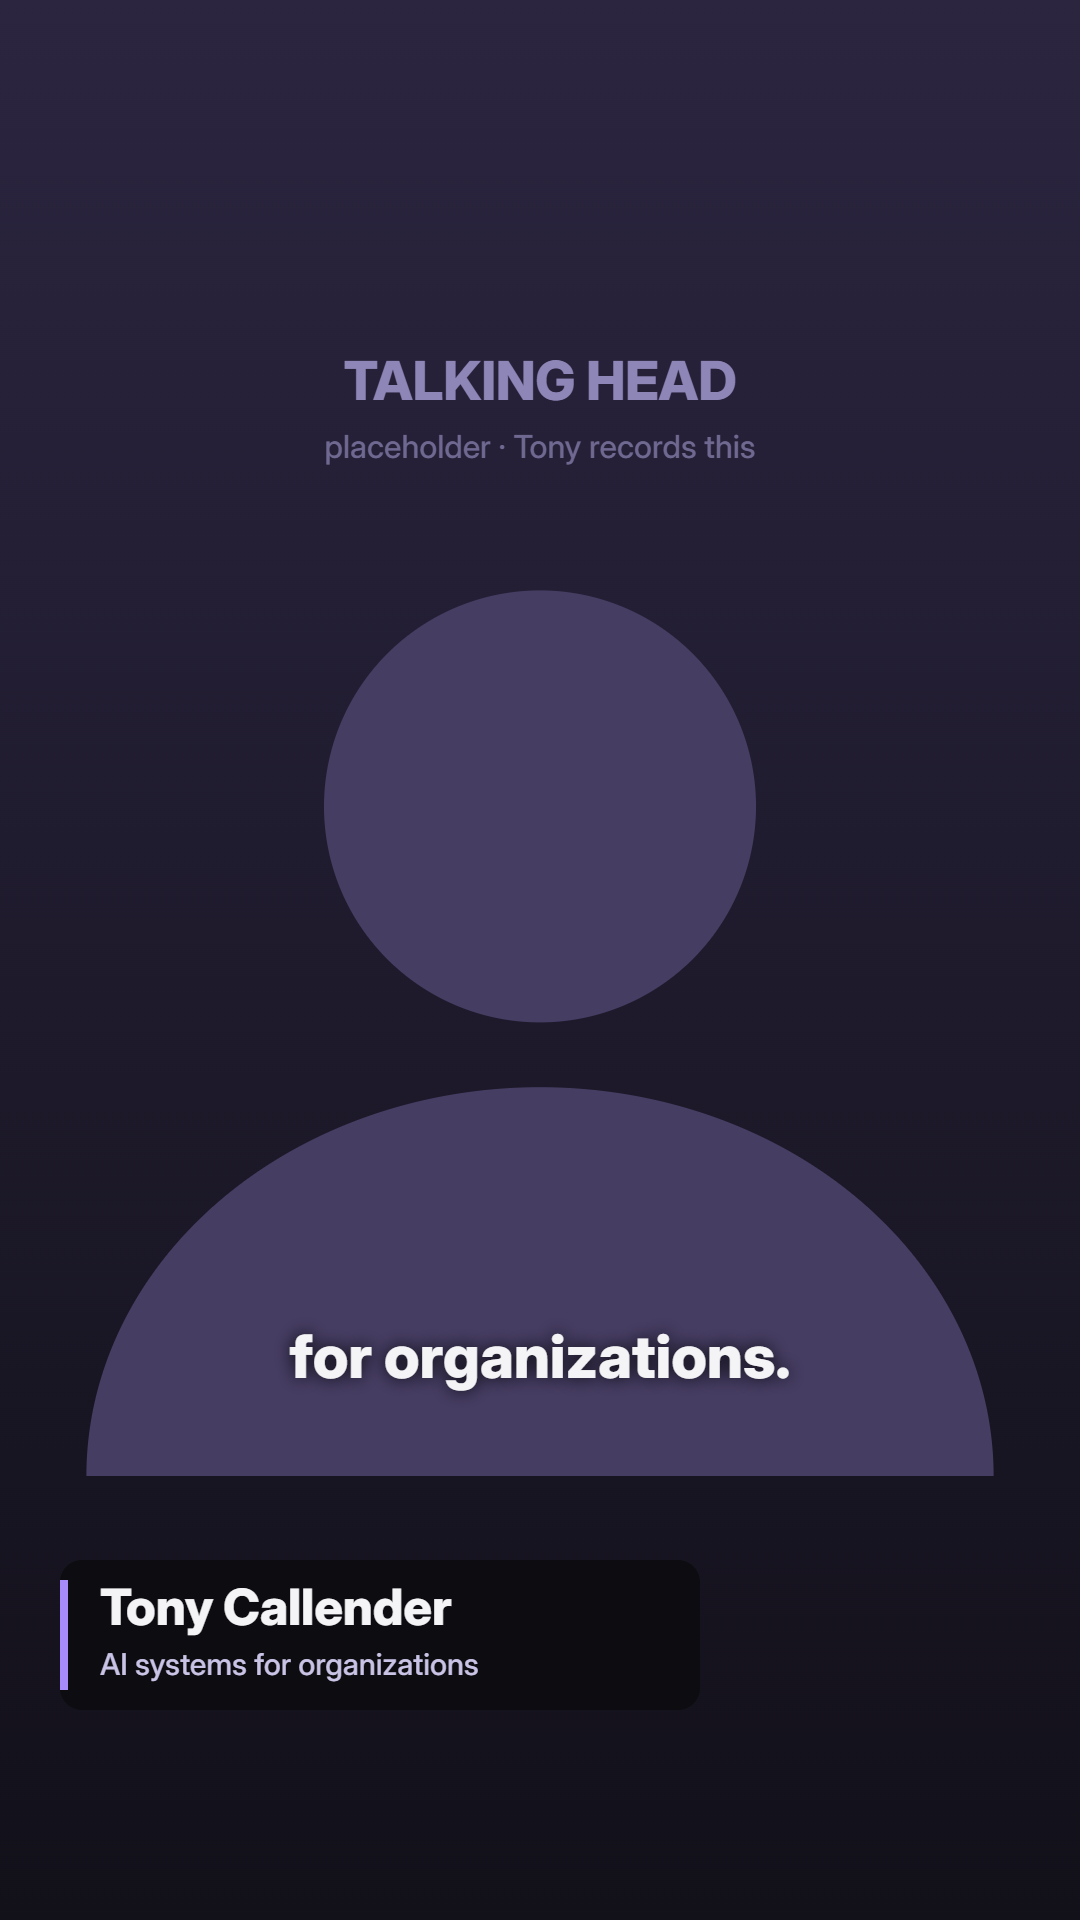 TALKING HEAD
placeholder · Tony records this
for organizations.
Tony Callender
AI systems for organizations